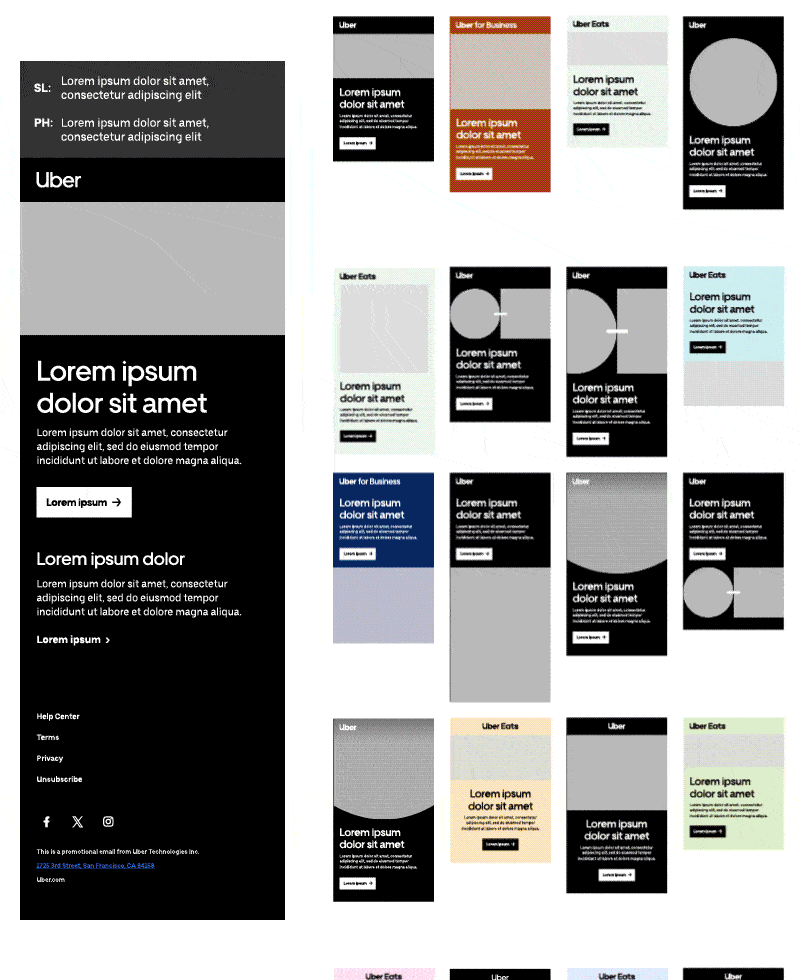 SL: Lorem ipsum dolor sit amet,
consectetur adipiscing elit
PH: Lorem ipsum dolor sit amet,
consectetur adipiscing elit
Uber
Lorem ipsum
dolor sit amet
Lorem ipsum dolor sit amet, consectetur
adipiscing elit, sed do eiusmod tempor
incididunt ut labore et dolore magna aliqua.
Lorem ipsum →
Lorem ipsum dolor
Lorem ipsum dolor sit amet, consectetur
adipiscing elit, sed do eiusmod tempor
incididunt ut labore et dolore magna aliqua.
Lorem ipsum ›
Help Center
Terms
Privacy
Unsubscribe
This is a promotional email from Uber Technologies Inc.
1725 3rd Street, San Francisco, CA 94158
Uber.com
Uber
Lorem ipsum
dolor sit amet
Lorem ipsum dolor sit amet, consectetur
adipiscing elit, sed do eiusmod tempor
incididunt ut labore et dolore magna aliqua.
Lorem ipsum →
Uber for Business
Lorem ipsum
dolor sit amet
Lorem ipsum dolor sit amet, consectetur
adipiscing elit, sed do eiusmod tempor
incididunt ut labore et dolore magna aliqua.
Lorem ipsum →
Uber Eats
Lorem ipsum
dolor sit amet
Lorem ipsum dolor sit amet, consectetur
adipiscing elit, sed do eiusmod tempor
incididunt ut labore et dolore magna aliqua.
Lorem ipsum →
Uber
Lorem ipsum
dolor sit amet
Lorem ipsum dolor sit amet, consectetur
adipiscing elit, sed do eiusmod tempor
incididunt ut labore et dolore magna aliqua.
Lorem ipsum →
Uber Eats
Lorem ipsum
dolor sit amet
Lorem ipsum dolor sit amet, consectetur
adipiscing elit, sed do eiusmod tempor
incididunt ut labore et dolore magna aliqua.
Lorem ipsum →
Uber
Lorem ipsum
dolor sit amet
Lorem ipsum dolor sit amet, consectetur
adipiscing elit, sed do eiusmod tempor
incididunt ut labore et dolore magna aliqua.
Lorem ipsum →
Uber
Lorem ipsum
dolor sit amet
Lorem ipsum dolor sit amet, consectetur
adipiscing elit, sed do eiusmod tempor
incididunt ut labore et dolore magna aliqua.
Lorem ipsum →
Uber Eats
Lorem ipsum
dolor sit amet
Lorem ipsum dolor sit amet, consectetur
adipiscing elit, sed do eiusmod tempor
incididunt ut labore et dolore magna aliqua.
Lorem ipsum →
Uber for Business
Lorem ipsum
dolor sit amet
Lorem ipsum dolor sit amet, consectetur
adipiscing elit, sed do eiusmod tempor
incididunt ut labore et dolore magna aliqua.
Lorem ipsum →
Uber
Lorem ipsum
dolor sit amet
Lorem ipsum dolor sit amet, consectetur
adipiscing elit, sed do eiusmod tempor
incididunt ut labore et dolore magna aliqua.
Lorem ipsum →
Uber
Lorem ipsum
dolor sit amet
Lorem ipsum dolor sit amet, consectetur
adipiscing elit, sed do eiusmod tempor
incididunt ut labore et dolore magna aliqua.
Lorem ipsum →
Uber
Lorem ipsum
dolor sit amet
Lorem ipsum dolor sit amet, consectetur
adipiscing elit, sed do eiusmod tempor
incididunt ut labore et dolore magna aliqua.
Lorem ipsum →
Uber
Lorem ipsum
dolor sit amet
Lorem ipsum dolor sit amet, consectetur
adipiscing elit, sed do eiusmod tempor
incididunt ut labore et dolore magna aliqua.
Lorem ipsum →
Uber Eats
Lorem ipsum
dolor sit amet
Lorem ipsum dolor sit amet, consectetur
adipiscing elit, sed do eiusmod tempor
incididunt ut labore et dolore magna aliqua.
Lorem ipsum →
Uber
Lorem ipsum
dolor sit amet
Lorem ipsum dolor sit amet, consectetur
adipiscing elit, sed do eiusmod tempor
incididunt ut labore et dolore magna aliqua.
Lorem ipsum →
Uber Eats
Lorem ipsum
dolor sit amet
Lorem ipsum dolor sit amet, consectetur
adipiscing elit, sed do eiusmod tempor
incididunt ut labore et dolore magna aliqua.
Lorem ipsum →
Uber Eats
Uber
Uber Eats
Uber